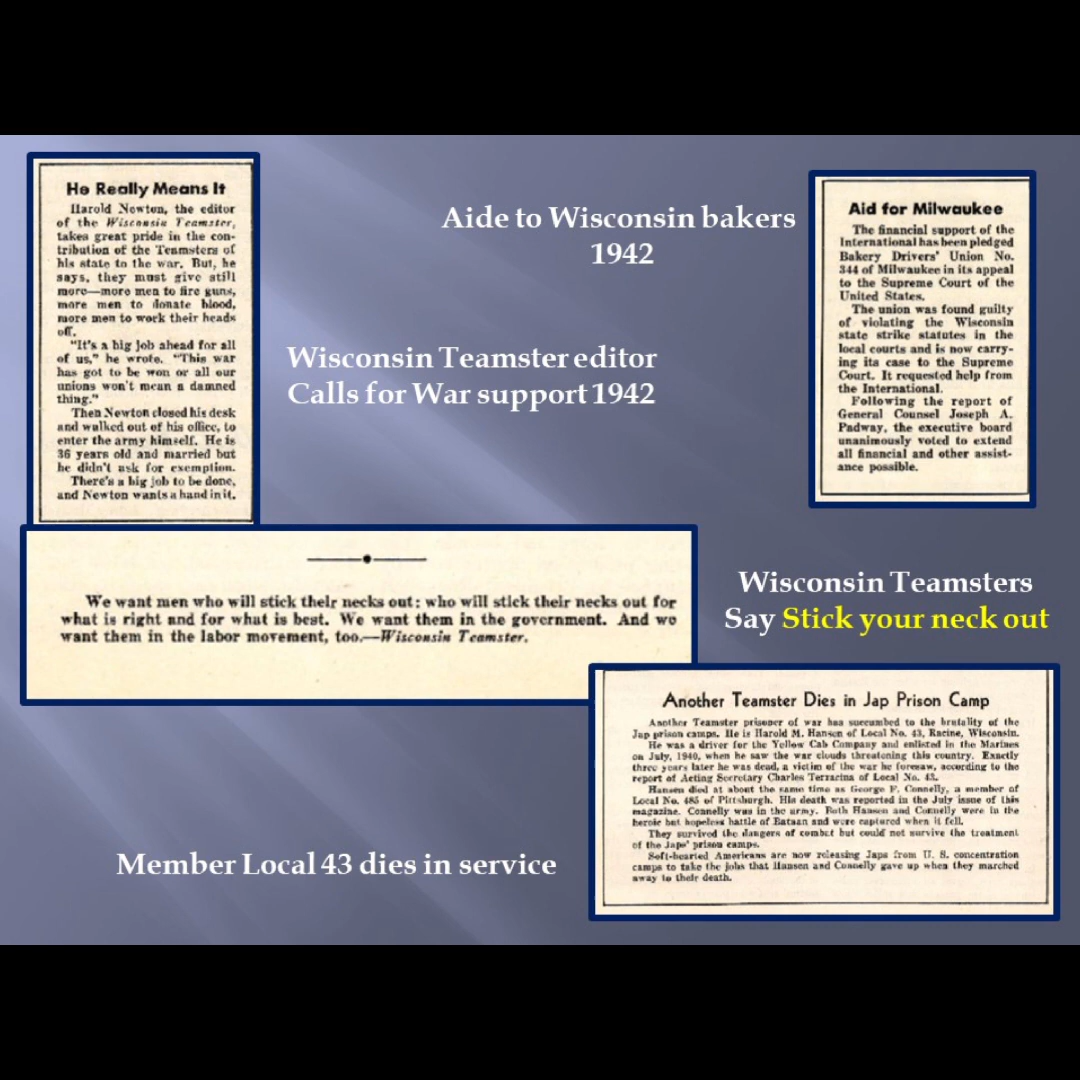 He Really Means It
Harold Newton, the editor
of the Wisconsin Teamster,
takes great pride in the con-
tribution of the Teamsters of
his state to the war. But, he
says, they must give still
more—more men to fire guns,
more men to donate blood,
more men to work their heads
off.
"It's a big job ahead for all
of us," he wrote. "This war
has got to be won or all our
unions won't mean a damned
thing."
Then Newton closed his desk
and walked out of his office, to
enter the army himself. He is
36 years old and married but
he didn't ask for exemption.
There's a big job to be done,
and Newton wants a hand in it.
Aide to Wisconsin bakers
1942
Aid for Milwaukee
The financial support of the
International has been pledged
Bakery Drivers' Union No.
344 of Milwaukee in its appeal
to the Supreme Court of the
United States.
The union was found guilty
of violating the Wisconsin
state strike statutes in the
local courts and is now carry-
ing its case to the Supreme
Court. It requested help from
the International.
Following the report of
General Counsel Joseph A.
Padway, the executive board
unanimously voted to extend
all financial and other assist-
ance possible.
Wisconsin Teamster editor
Calls for War support 1942
We want men who will stick their necks out; who will stick their necks out for
what is right and for what is best. We want them in the government. And we
want them in the labor movement, too.—Wisconsin Teamster.
Wisconsin Teamsters
Say Stick your neck out
Another Teamster Dies in Jap Prison Camp
Another Teamster prisoner of war has succumbed to the brutality of the
Jap prison camps. He is Harold M. Hansen of Local No. 43, Racine, Wisconsin.
He was a driver for the Yellow Cab Company and enlisted in the Marines
on July, 1940, when he saw the war clouds threatening this country. Exactly
three years later he was dead, a victim of the war he foresaw, according to the
report of Acting Secretary Charles Terracina of Local No. 43.
Hansen died at about the same time as George F. Connelly, a member of
Local No. 485 of Pittsburgh. His death was reported in the July issue of this
magazine. Connelly was in the army. Both Hansen and Connelly were in the
heroic but hopeless battle of Bataan and were captured when it fell.
They survived the dangers of combat but could not survive the treatment
of the Japs' prison camps.
Soft-hearted Americans are now releasing Japs from U. S. concentration
camps to take the jobs that Hansen and Connelly gave up when they marched
away to their death.
Member Local 43 dies in service